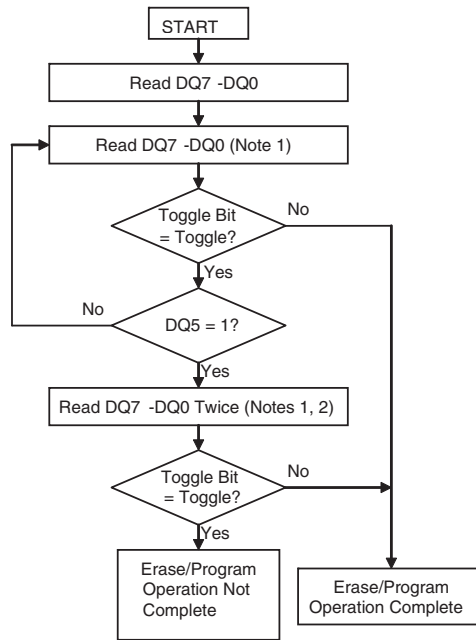 START
Read DQ7 -DQ0
Read DQ7 -DQ0 (Note 1)
Toggle Bit
= Toggle?
No
Yes
No
DQ5 = 1?
Yes
Read DQ7 -DQ0 Twice (Notes 1, 2)
Toggle Bit
= Toggle?
No
Yes
Erase/Program
Operation Not
Complete
Erase/Program
Operation Complete